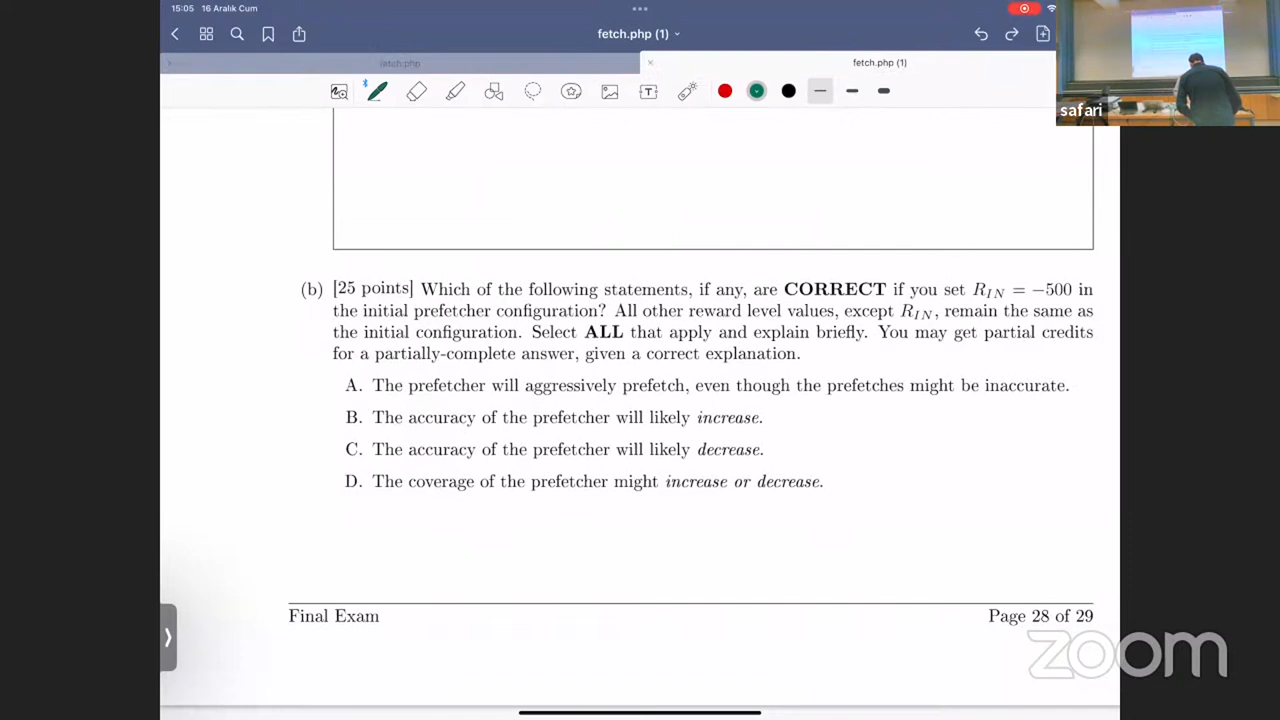 15:05 16 Aralık Cum
fetch.php (1)
fetch.php
fetch.php (1)
safari
(b) [25 points] Which of the following statements, if any, are CORRECT if you set R_IN = −500 in
the initial prefetcher configuration? All other reward level values, except R_IN, remain the same as
the initial configuration. Select ALL that apply and explain briefly. You may get partial credits
for a partially-complete answer, given a correct explanation.
A. The prefetcher will aggressively prefetch, even though the prefetches might be inaccurate.
B. The accuracy of the prefetcher will likely increase.
C. The accuracy of the prefetcher will likely decrease.
D. The coverage of the prefetcher might increase or decrease.
Final Exam
Page 28 of 29
zoom